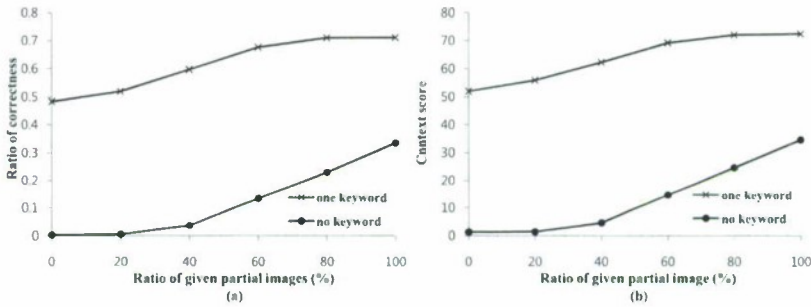 0.8
0.7
0.6
0.5
0.4
0.3
0.2
0.1
0
Ratio of correctness
one keyword
no keyword
0 20 40 60 80 100
Ratio of given partial images (%)
(a)
80
70
60
50
40
30
20
10
0
Cnntext score
one keyword
no keyword
0 20 40 60 80 100
Ratio of given partial image (%)
(b)